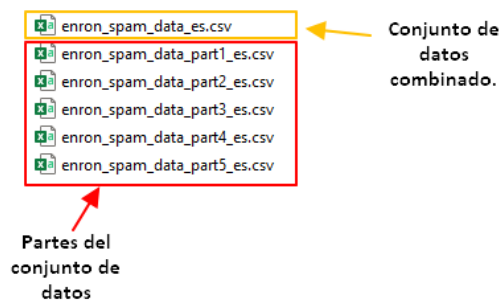 enron_spam_data_es.csv
enron_spam_data_part1_es.csv
enron_spam_data_part2_es.csv
enron_spam_data_part3_es.csv
enron_spam_data_part4_es.csv
enron_spam_data_part5_es.csv
Conjunto de
datos
combinado.
Partes del
conjunto de
datos